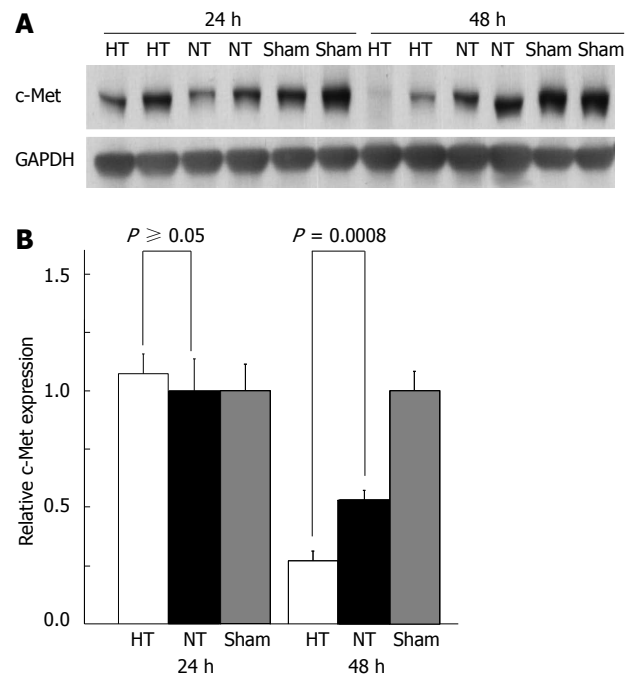 A
24 h 48 h
HT HT NT NT Sham Sham HT HT NT NT Sham Sham
c-Met
GAPDH
B
P ≥ 0.05 P = 0.0008
1.5
1.0
0.5
0.0
Relative c-Met expression
HT NT Sham HT NT Sham
24 h 48 h